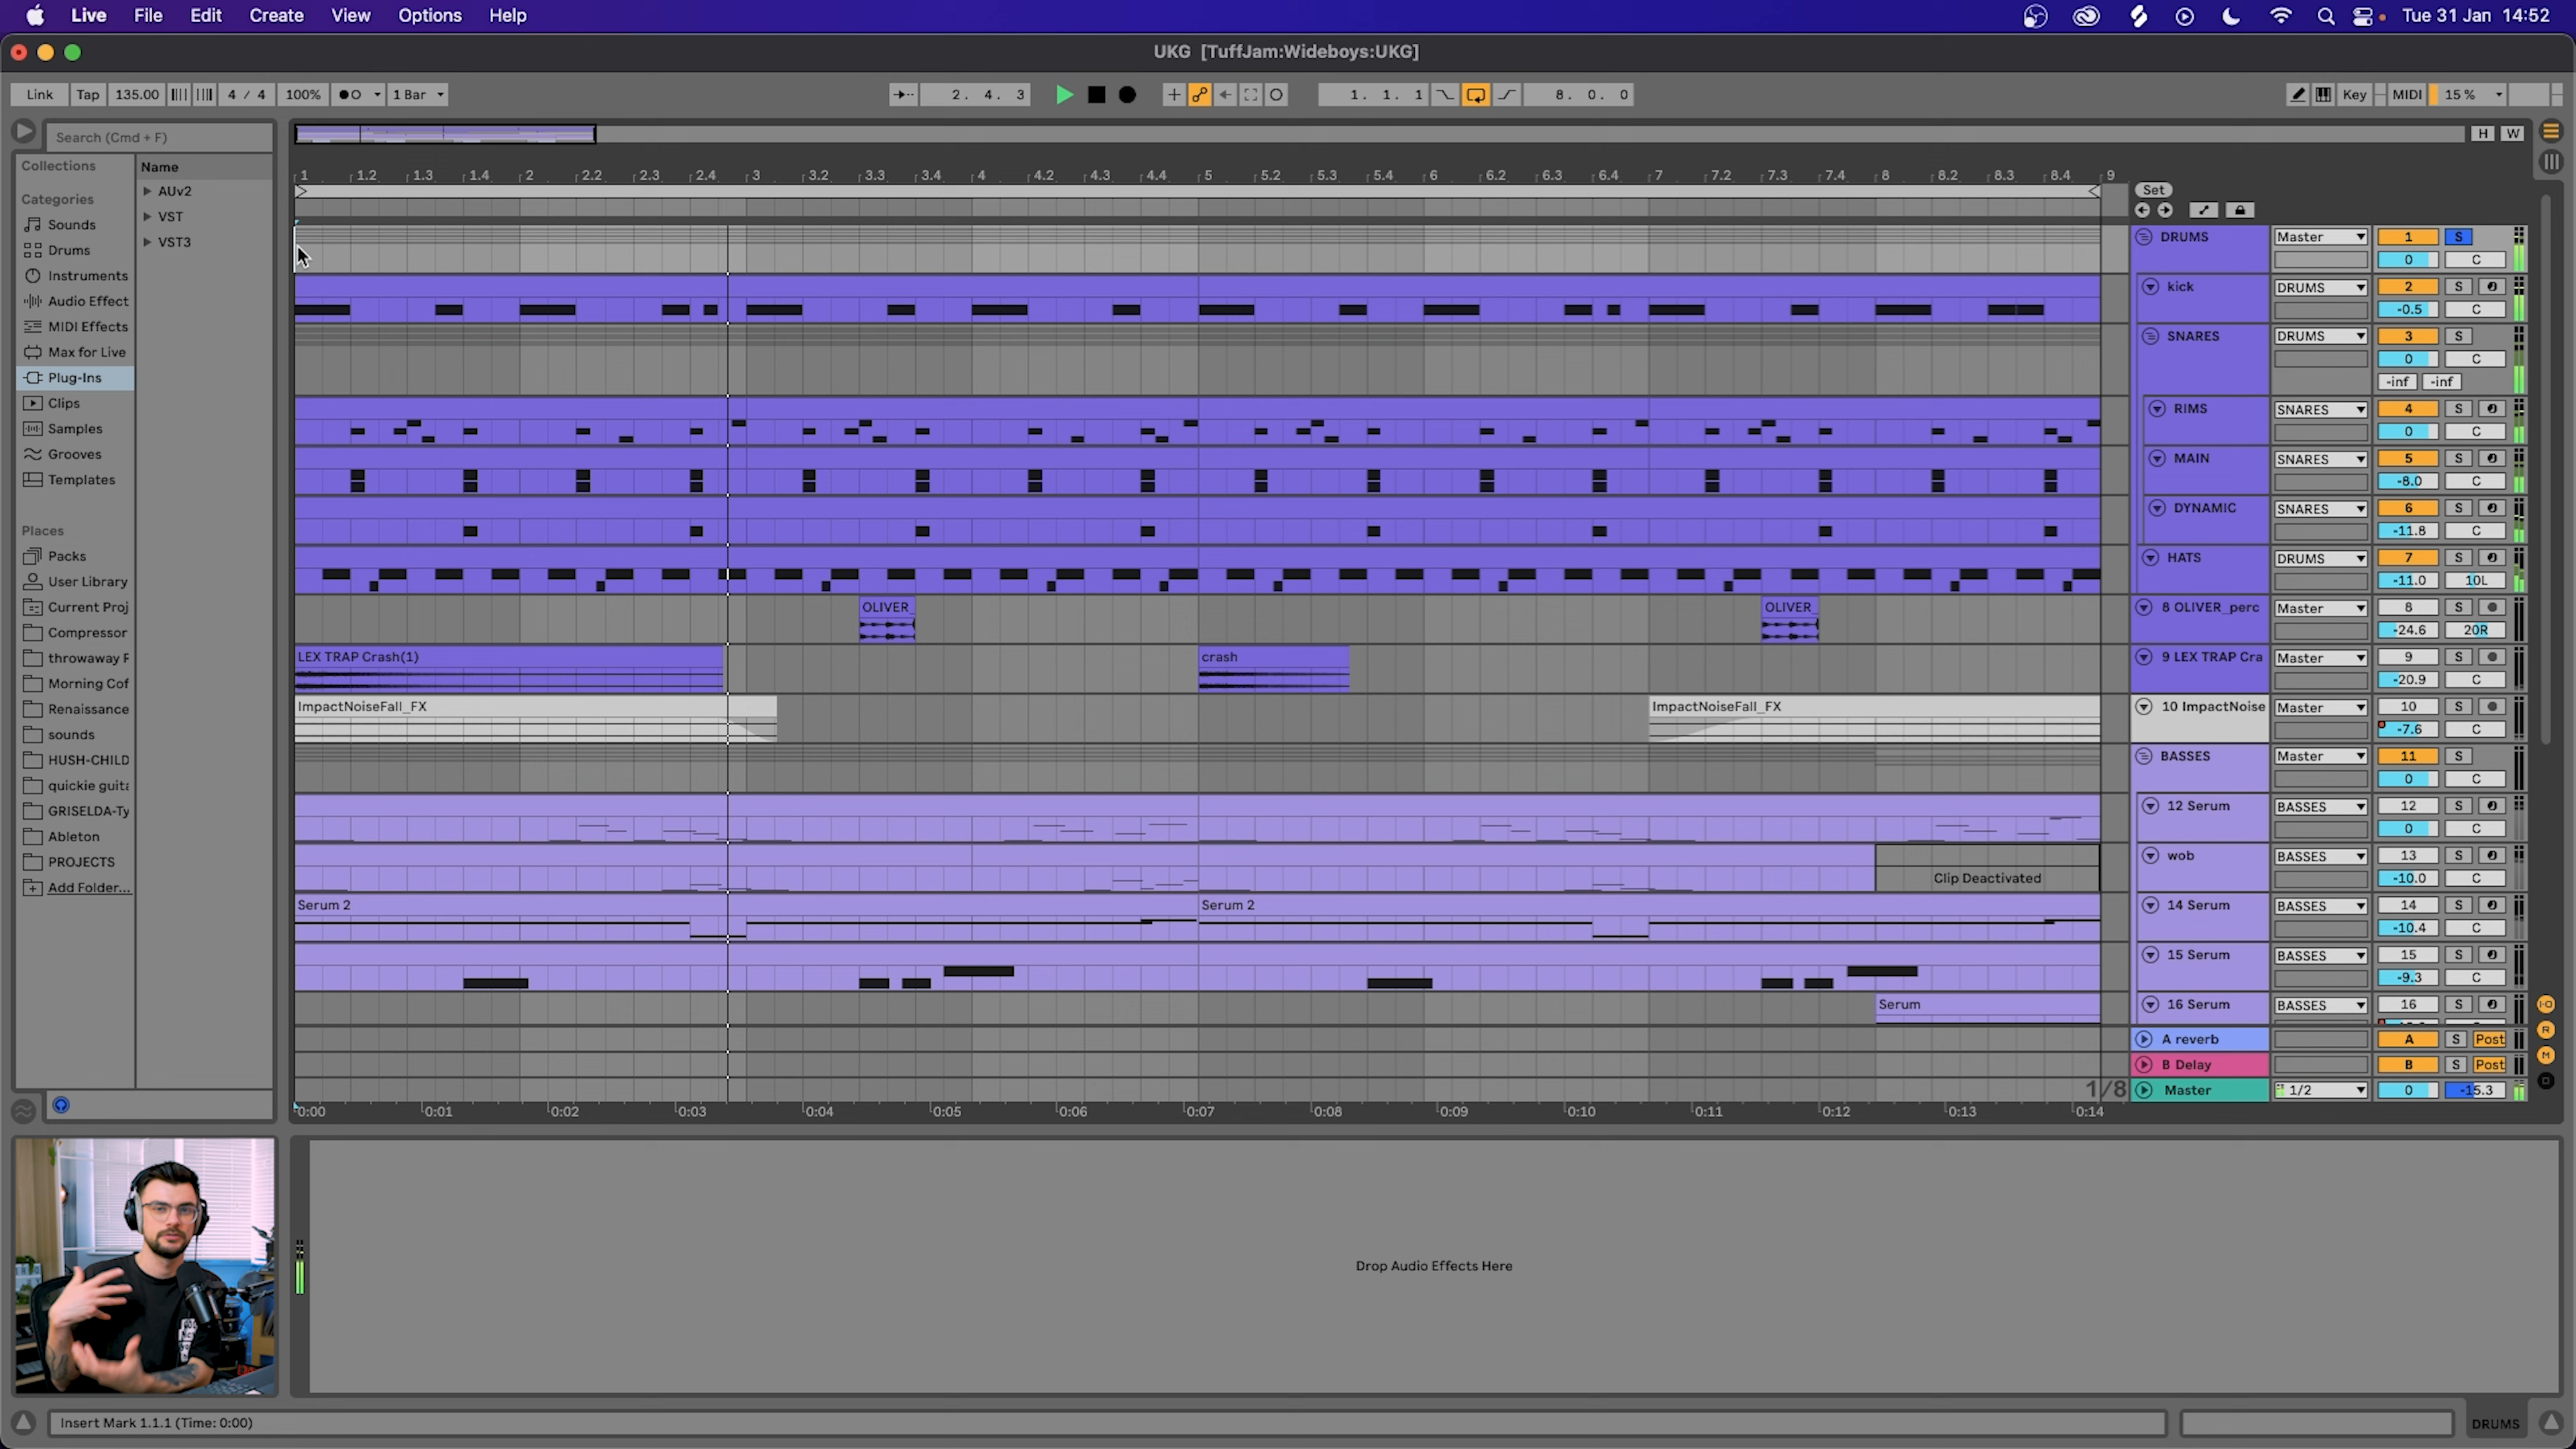 Live File Edit Create View Options Help Tue 31 Jan 14:52
UKG [TuffJam:Wideboys:UKG]
Link Tap 135.00 4 / 4 100% 1 Bar 2. 4. 3 1. 1. 1 8. 0. 0 Key MIDI 15 %
Search (Cmd + F)
H W
Collections
Name
Categories
AUv2
VST
VST3
Sounds
Drums
Instruments
Audio Effect
MIDI Effects
Max for Live
Plug-Ins
Clips
Samples
Grooves
Templates
Places
Packs
User Library
Current Proj
Compressor
throwaway F
Morning Cof
Renaissance
sounds
HUSH-CHILD
quickie guita
GRISELDA-Ty
Ableton
PROJECTS
Add Folder...
1 1.2 1.3 1.4 2 2.2 2.3 2.4 3 3.2 3.3 3.4 4 4.2 4.3 4.4 5 5.2 5.3 5.4 6 6.2 6.3 6.4 7 7.2 7.3 7.4 8 8.2 8.3 8.4 9
Set
DRUMS Master 1 S
0 C
kick DRUMS 2 S
-0.5 C
SNARES DRUMS 3 S
0 C
-inf -inf
RIMS SNARES 4 S
0 C
MAIN SNARES 5 S
-8.0 C
DYNAMIC SNARES 6 S
-11.8 C
HATS DRUMS 7 S
-11.0 10L
OLIVER_ OLIVER_ 8 OLIVER_perc Master 8 S
-24.6 20R
LEX TRAP Crash(1) crash 9 LEX TRAP Cra Master 9 S
-20.9 C
ImpactNoiseFall_FX ImpactNoiseFall_FX 10 ImpactNoise Master 10 S
-7.6 C
BASSES Master 11 S
0 C
12 Serum BASSES 12 S
0 C
wob BASSES 13 S
Clip Deactivated -10.0 C
Serum 2 Serum 2 14 Serum BASSES 14 S
-10.4 C
15 Serum BASSES 15 S
-9.3 C
Serum 16 Serum BASSES 16 S
A reverb A S Post
B Delay B S Post
1/8 Master 1/2 0 -15.3
0:00 0:01 0:02 0:03 0:04 0:05 0:06 0:07 0:08 0:09 0:10 0:11 0:12 0:13 0:14
Drop Audio Effects Here
Insert Mark 1.1.1 (Time: 0:00) DRUMS